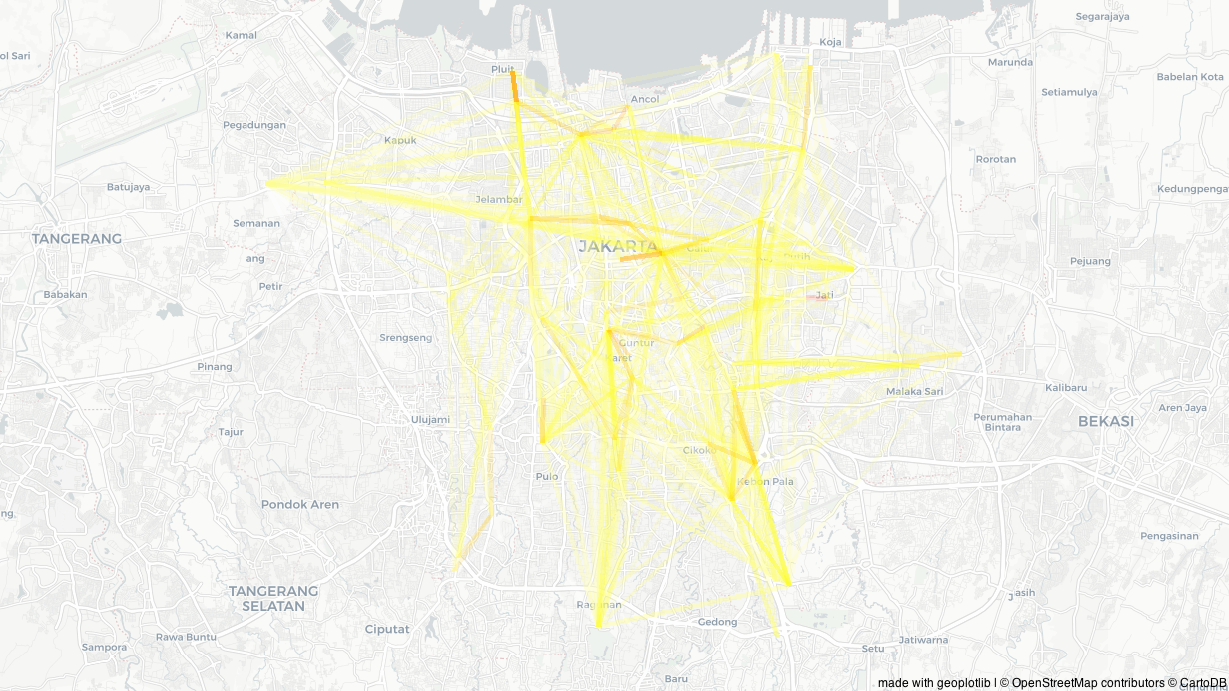 Segarajaya
Kamal
Koja
ol Sari
Marunda
Pluit
Babelan Kota
Setiamulya
Ancol
Pegadungan
Kapuk
Rorotan
Batujaya
Kedungpenga
Jelambar
Semanan
TANGERANG
JAKARTA
ang
Pejuang
Petir
Babakan
Jati
Srengseng
Guntur
Karet
Pinang
Kalibaru
Malaka Sari
Aren Jaya
Ulujami
Perumahan
Bintara
BEKASI
Tajur
Cikoko
Pulo
Kebon Pala
Pondok Aren
ng,
Pengasinan
TANGERANG
SELATAN
Jasih
Ragunan
Ciputat
Gedong
Rawa Buntu
Jatiwarna
Sampora
Setu
Baru
made with geoplotlib | © OpenStreetMap contributors © CartoDB